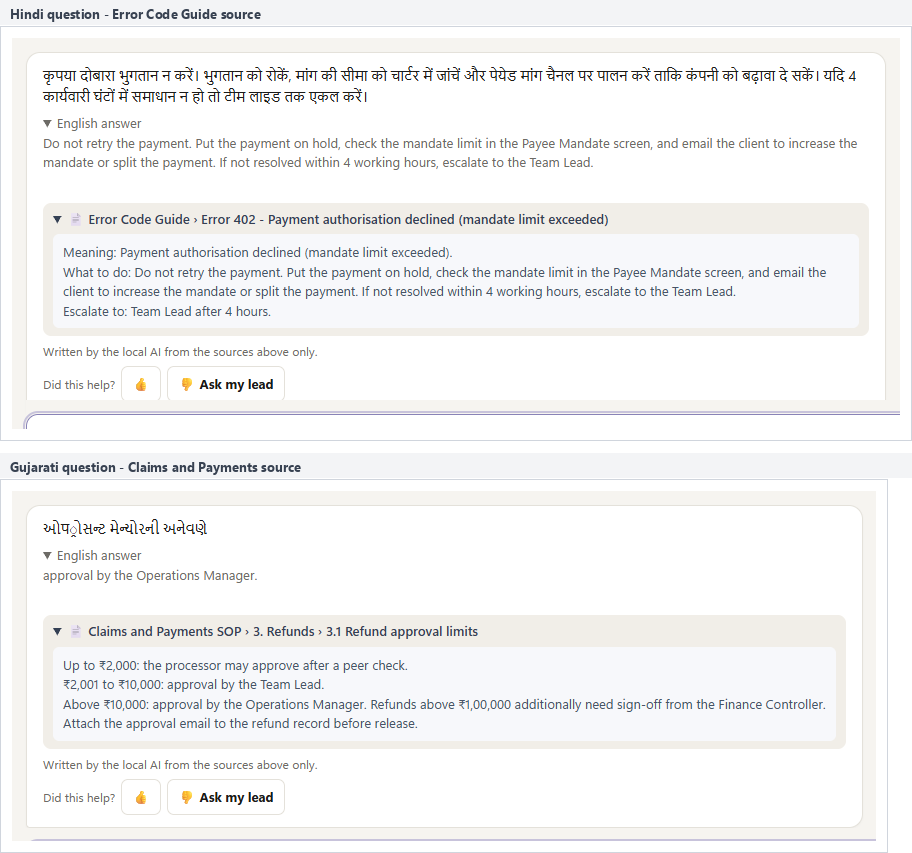 Hindi question - Error Code Guide source
कृपया दोबारा भुगतान न करें। भुगतान को रोकें, मांग की सीमा को चार्टर में जांचें और पेयेड मांग चैनल पर पालन करें ताकि कंपनी को बढ़ावा दे सकें। यदि 4
कार्यवारी घंटों में समाधान न हो तो टीम लाइड तक एकल करें।
▼ English answer
Do not retry the payment. Put the payment on hold, check the mandate limit in the Payee Mandate screen, and email the client to increase the
mandate or split the payment. If not resolved within 4 working hours, escalate to the Team Lead.
▼ Error Code Guide › Error 402 - Payment authorisation declined (mandate limit exceeded)
Meaning: Payment authorisation declined (mandate limit exceeded).
What to do: Do not retry the payment. Put the payment on hold, check the mandate limit in the Payee Mandate screen, and email the
client to increase the mandate or split the payment. If not resolved within 4 working hours, escalate to the Team Lead.
Escalate to: Team Lead after 4 hours.
Written by the local AI from the sources above only.
Did this help? 👍 👎 Ask my lead
Gujarati question - Claims and Payments source
ઓપ્રોસન્ટ મેન્યોરની અનેવણે
▼ English answer
approval by the Operations Manager.
▼ Claims and Payments SOP › 3. Refunds › 3.1 Refund approval limits
Up to ₹2,000: the processor may approve after a peer check.
₹2,001 to ₹10,000: approval by the Team Lead.
Above ₹10,000: approval by the Operations Manager. Refunds above ₹1,00,000 additionally need sign-off from the Finance Controller.
Attach the approval email to the refund record before release.
Written by the local AI from the sources above only.
Did this help? 👍 👎 Ask my lead